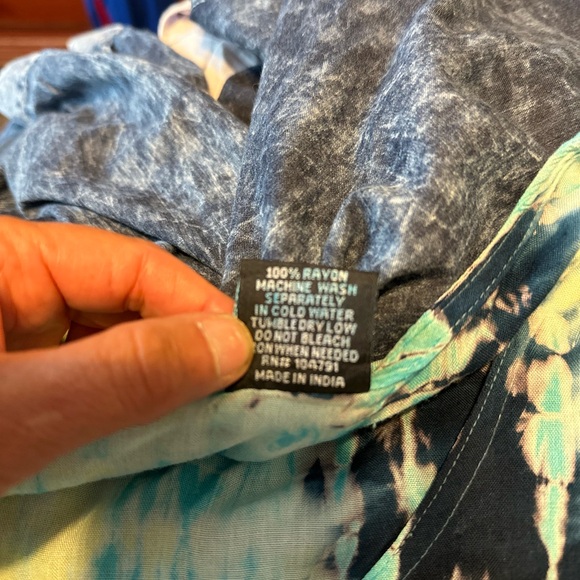 100% RAYON
MACHINE WASH
SEPARATELY
IN COLD WATER
TUMBLE DRY LOW
DO NOT BLEACH
WHEN NEEDED
RN# 104791
MADE IN INDIA